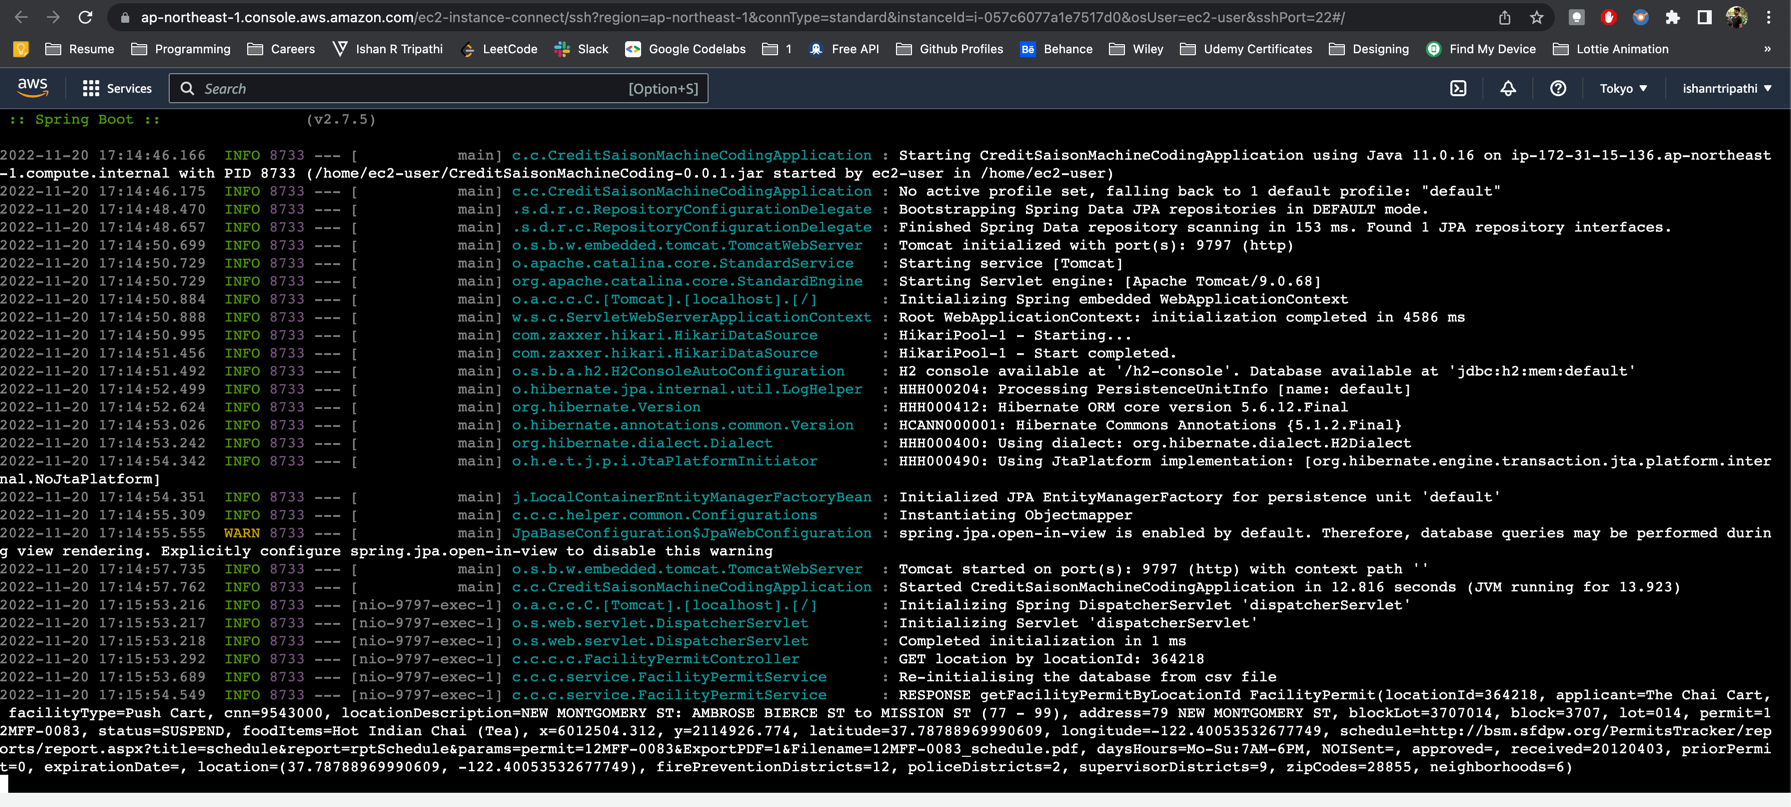 ap-northeast-1.console.aws.amazon.com/ec2-instance-connect/ssh?region=ap-northeast-1&connType=standard&instanceId=i-057c6077a1e7517d0&osUser=ec2-user&sshPort=22#/
Resume Programming Careers Ishan R Tripathi LeetCode Slack Google Codelabs 1 Free API Github Profiles Bē Behance Wiley Udemy Certificates Designing Find My Device Lottie Animation »
aws Services Search [Option+S] Tokyo ▼ ishanrtripathi ▼
:: Spring Boot :: (v2.7.5)
2022-11-20 17:14:46.166 INFO 8733 --- [ main] c.c.CreditSaisonMachineCodingApplication : Starting CreditSaisonMachineCodingApplication using Java 11.0.16 on ip-172-31-15-136.ap-northeast
-1.compute.internal with PID 8733 (/home/ec2-user/CreditSaisonMachineCoding-0.0.1.jar started by ec2-user in /home/ec2-user)
2022-11-20 17:14:46.175 INFO 8733 --- [ main] c.c.CreditSaisonMachineCodingApplication : No active profile set, falling back to 1 default profile: "default"
2022-11-20 17:14:48.470 INFO 8733 --- [ main] .s.d.r.c.RepositoryConfigurationDelegate : Bootstrapping Spring Data JPA repositories in DEFAULT mode.
2022-11-20 17:14:48.657 INFO 8733 --- [ main] .s.d.r.c.RepositoryConfigurationDelegate : Finished Spring Data repository scanning in 153 ms. Found 1 JPA repository interfaces.
2022-11-20 17:14:50.699 INFO 8733 --- [ main] o.s.b.w.embedded.tomcat.TomcatWebServer : Tomcat initialized with port(s): 9797 (http)
2022-11-20 17:14:50.729 INFO 8733 --- [ main] o.apache.catalina.core.StandardService : Starting service [Tomcat]
2022-11-20 17:14:50.729 INFO 8733 --- [ main] org.apache.catalina.core.StandardEngine : Starting Servlet engine: [Apache Tomcat/9.0.68]
2022-11-20 17:14:50.884 INFO 8733 --- [ main] o.a.c.c.C.[Tomcat].[localhost].[/] : Initializing Spring embedded WebApplicationContext
2022-11-20 17:14:50.888 INFO 8733 --- [ main] w.s.c.ServletWebServerApplicationContext : Root WebApplicationContext: initialization completed in 4586 ms
2022-11-20 17:14:50.995 INFO 8733 --- [ main] com.zaxxer.hikari.HikariDataSource : HikariPool-1 - Starting...
2022-11-20 17:14:51.456 INFO 8733 --- [ main] com.zaxxer.hikari.HikariDataSource : HikariPool-1 - Start completed.
2022-11-20 17:14:51.492 INFO 8733 --- [ main] o.s.b.a.h2.H2ConsoleAutoConfiguration : H2 console available at '/h2-console'. Database available at 'jdbc:h2:mem:default'
2022-11-20 17:14:52.499 INFO 8733 --- [ main] o.hibernate.jpa.internal.util.LogHelper : HHH000204: Processing PersistenceUnitInfo [name: default]
2022-11-20 17:14:52.624 INFO 8733 --- [ main] org.hibernate.Version : HHH000412: Hibernate ORM core version 5.6.12.Final
2022-11-20 17:14:53.026 INFO 8733 --- [ main] o.hibernate.annotations.common.Version : HCANN000001: Hibernate Commons Annotations {5.1.2.Final}
2022-11-20 17:14:53.242 INFO 8733 --- [ main] org.hibernate.dialect.Dialect : HHH000400: Using dialect: org.hibernate.dialect.H2Dialect
2022-11-20 17:14:54.342 INFO 8733 --- [ main] o.h.e.t.j.p.i.JtaPlatformInitiator : HHH000490: Using JtaPlatform implementation: [org.hibernate.engine.transaction.jta.platform.inter
nal.NoJtaPlatform]
2022-11-20 17:14:54.351 INFO 8733 --- [ main] j.LocalContainerEntityManagerFactoryBean : Initialized JPA EntityManagerFactory for persistence unit 'default'
2022-11-20 17:14:55.309 INFO 8733 --- [ main] c.c.c.helper.common.Configurations : Instantiating Objectmapper
2022-11-20 17:14:55.555 WARN 8733 --- [ main] JpaBaseConfiguration$JpaWebConfiguration : spring.jpa.open-in-view is enabled by default. Therefore, database queries may be performed durin
g view rendering. Explicitly configure spring.jpa.open-in-view to disable this warning
2022-11-20 17:14:57.735 INFO 8733 --- [ main] o.s.b.w.embedded.tomcat.TomcatWebServer : Tomcat started on port(s): 9797 (http) with context path ''
2022-11-20 17:14:57.762 INFO 8733 --- [ main] c.c.CreditSaisonMachineCodingApplication : Started CreditSaisonMachineCodingApplication in 12.816 seconds (JVM running for 13.923)
2022-11-20 17:15:53.216 INFO 8733 --- [nio-9797-exec-1] o.a.c.c.C.[Tomcat].[localhost].[/] : Initializing Spring DispatcherServlet 'dispatcherServlet'
2022-11-20 17:15:53.217 INFO 8733 --- [nio-9797-exec-1] o.s.web.servlet.DispatcherServlet : Initializing Servlet 'dispatcherServlet'
2022-11-20 17:15:53.218 INFO 8733 --- [nio-9797-exec-1] o.s.web.servlet.DispatcherServlet : Completed initialization in 1 ms
2022-11-20 17:15:53.292 INFO 8733 --- [nio-9797-exec-1] c.c.c.c.FacilityPermitController : GET location by locationId: 364218
2022-11-20 17:15:53.689 INFO 8733 --- [nio-9797-exec-1] c.c.c.service.FacilityPermitService : Re-initialising the database from csv file
2022-11-20 17:15:54.549 INFO 8733 --- [nio-9797-exec-1] c.c.c.service.FacilityPermitService : RESPONSE getFacilityPermitByLocationId FacilityPermit(locationId=364218, applicant=The Chai Cart,
facilityType=Push Cart, cnn=9543000, locationDescription=NEW MONTGOMERY ST: AMBROSE BIERCE ST to MISSION ST (77 - 99), address=79 NEW MONTGOMERY ST, blockLot=3707014, block=3707, lot=014, permit=1
2MFF-0083, status=SUSPEND, foodItems=Hot Indian Chai (Tea), x=6012504.312, y=2114926.774, latitude=37.78788969990609, longitude=-122.40053532677749, schedule=http://bsm.sfdpw.org/PermitsTracker/rep
orts/report.aspx?title=schedule&report=rptSchedule&params=permit=12MFF-0083&ExportPDF=1&Filename=12MFF-0083_schedule.pdf, daysHours=Mo-Su:7AM-6PM, NOISent=, approved=, received=20120403, priorPermi
t=0, expirationDate=, location=(37.78788969990609, -122.40053532677749), firePreventionDistricts=12, policeDistricts=2, supervisorDistricts=9, zipCodes=28855, neighborhoods=6)